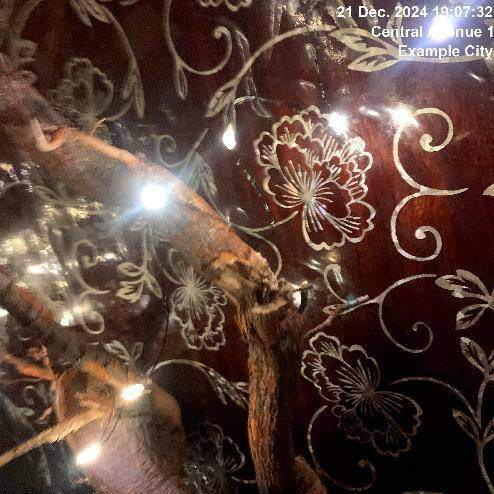 21 Dec. 2024 19:07:32
Central Avenue 1
Example City